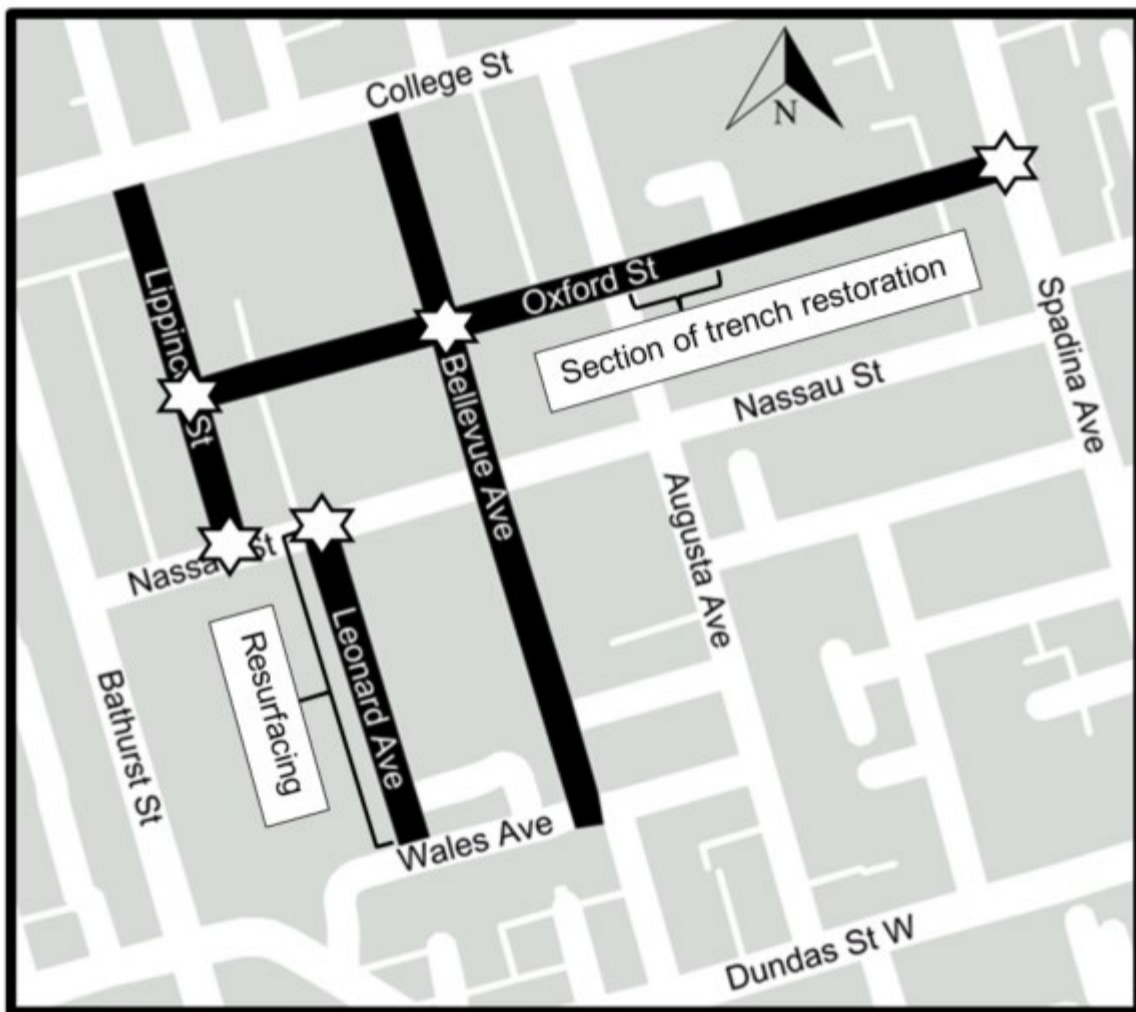 College St
N
Lippinc St
Oxford St
Section of trench restoration
Spadina Ave
Bellevue Ave
Nassau St
Augusta Ave
Nassa St
Resurfacing
Leonard Ave
Bathurst St
Wales Ave
Dundas St W